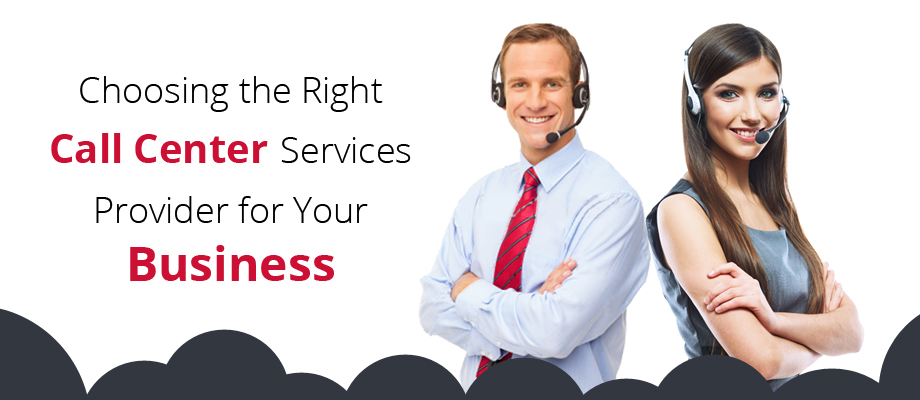 Choosing the Right
Call Center Services
Provider for Your
Business